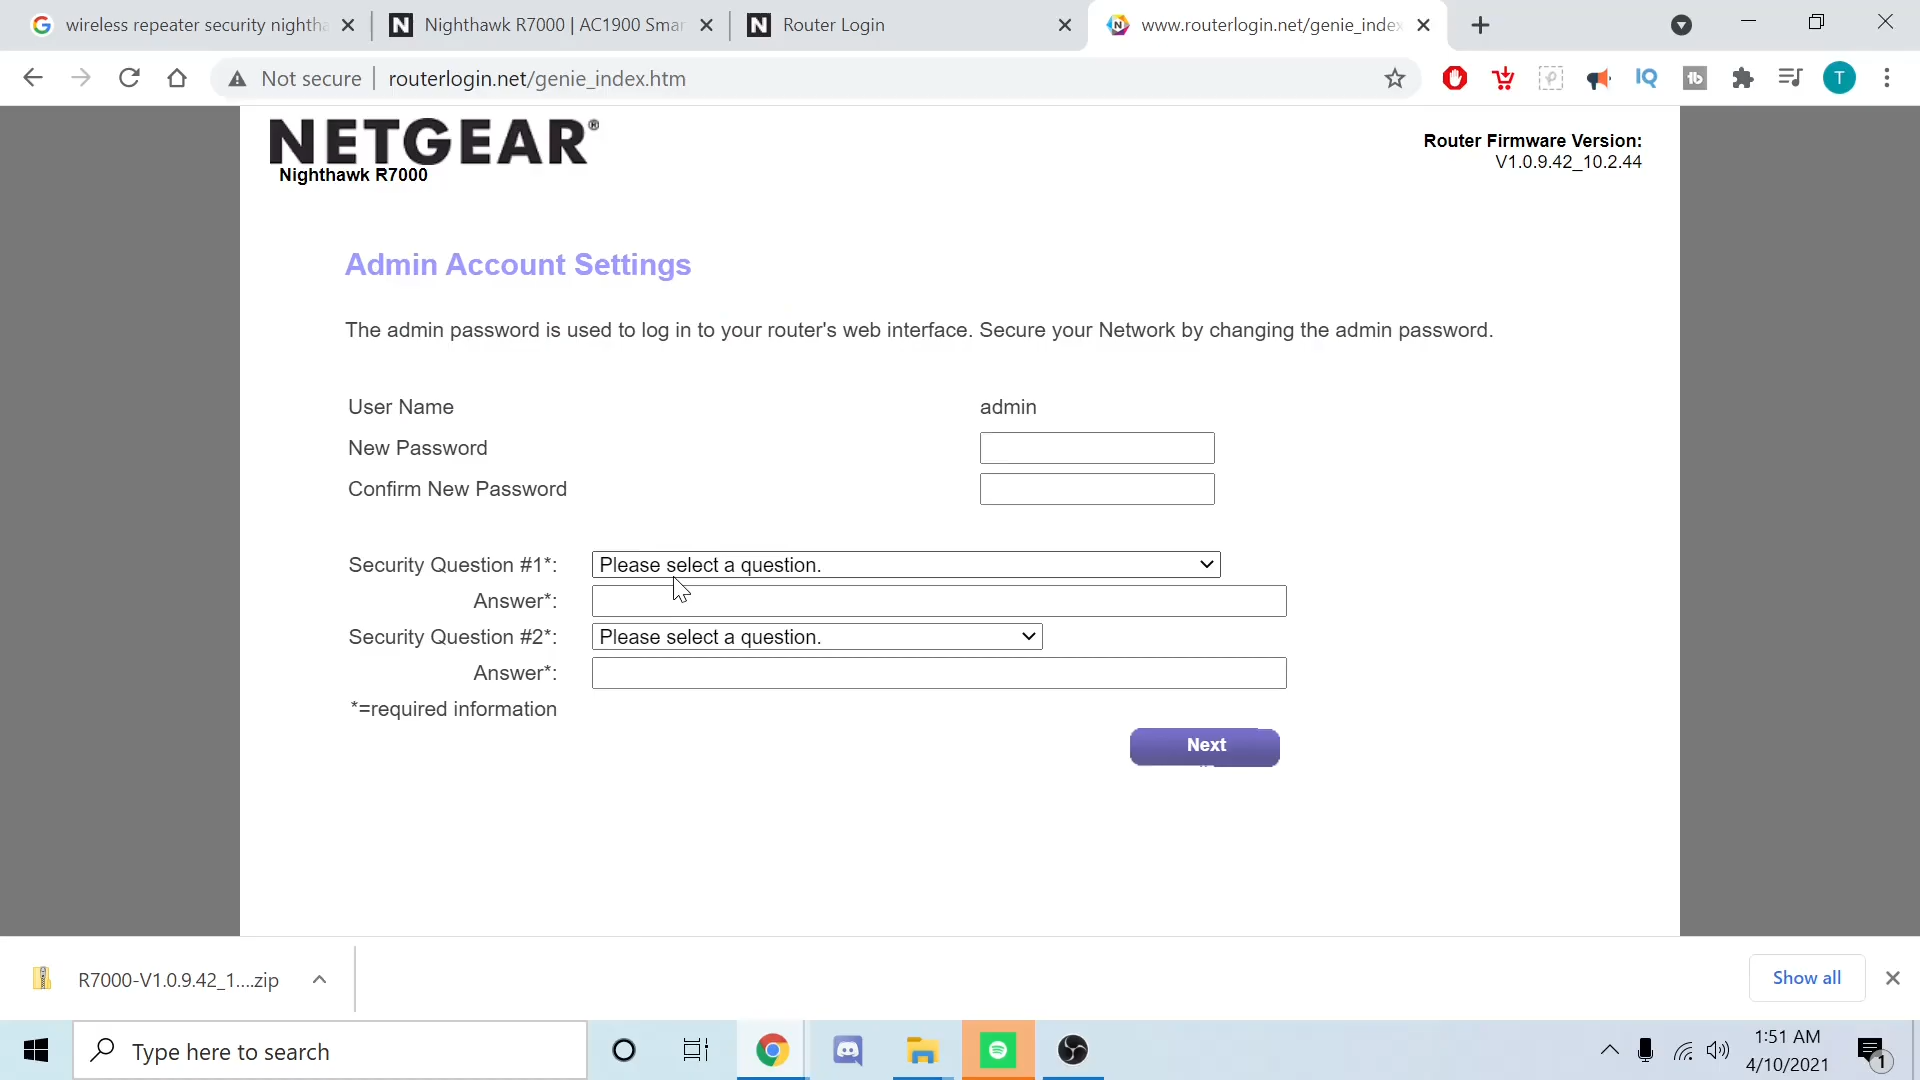 wireless repeater security nightha
Nighthawk R7000 | AC1900 Smar
Router Login
www.routerlogin.net/genie_index
Not secure
routerlogin.net/genie_index.htm
T
NETGEAR®
Nighthawk R7000
Router Firmware Version:
V1.0.9.42_10.2.44
Admin Account Settings
The admin password is used to log in to your router's web interface. Secure your Network by changing the admin password.
User Name
admin
New Password
Confirm New Password
Security Question #1*:
Please select a question.
Answer*:
Security Question #2*:
Please select a question.
Answer*:
*=required information
Next
R7000-V1.0.9.42_1....zip
Show all
Type here to search
1:51 AM
4/10/2021
1